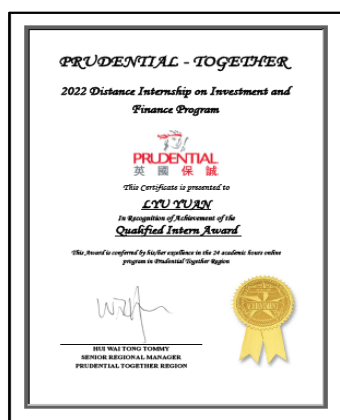 PRUDENTIAL - TOGETHER
2022 Distance Internship on Investment and
Finance Program
PRUDENTIAL
英國保誠
This Certificate is presented to
LYU YUAN
In Recognition of Achievement of the
Qualified Intern Award
This Award is conferred by his/her excellence in the 24 academic hours online
program in Prudential Together Region
HUI WAI TONG TOMMY
SENIOR REGIONAL MANAGER
PRUDENTIAL TOGETHER REGION